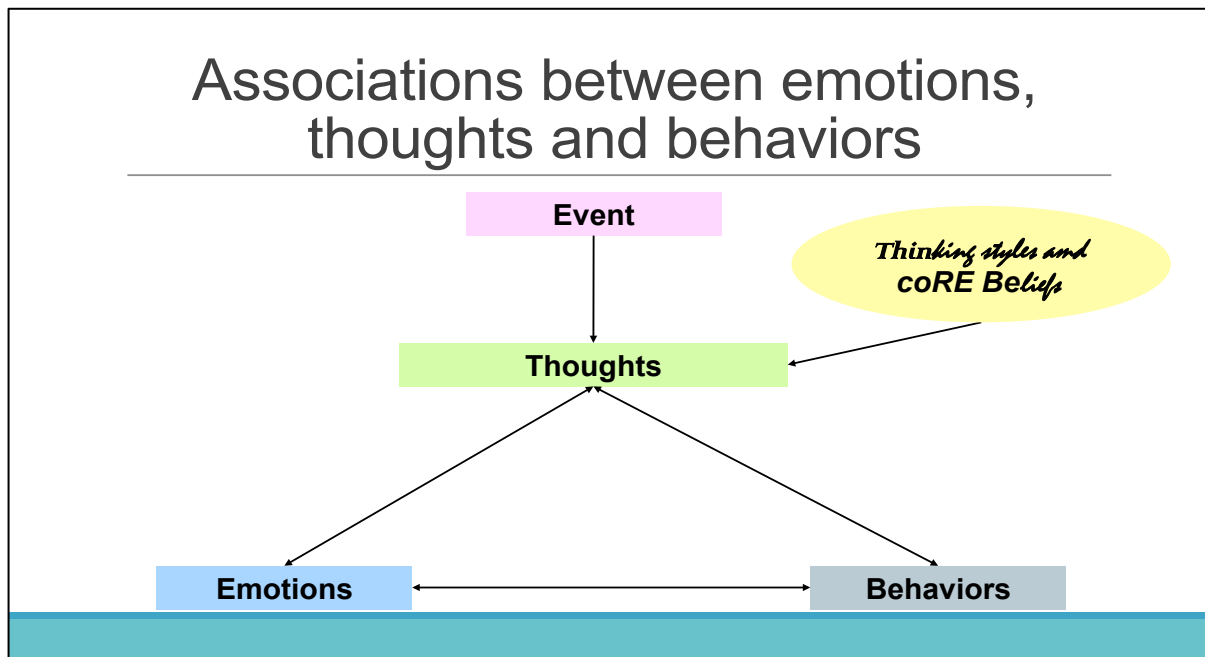 Associations between emotions,
thoughts and behaviors
Event
Thinking styles amd
coRE Beliefs
Thoughts
Emotions
Behaviors